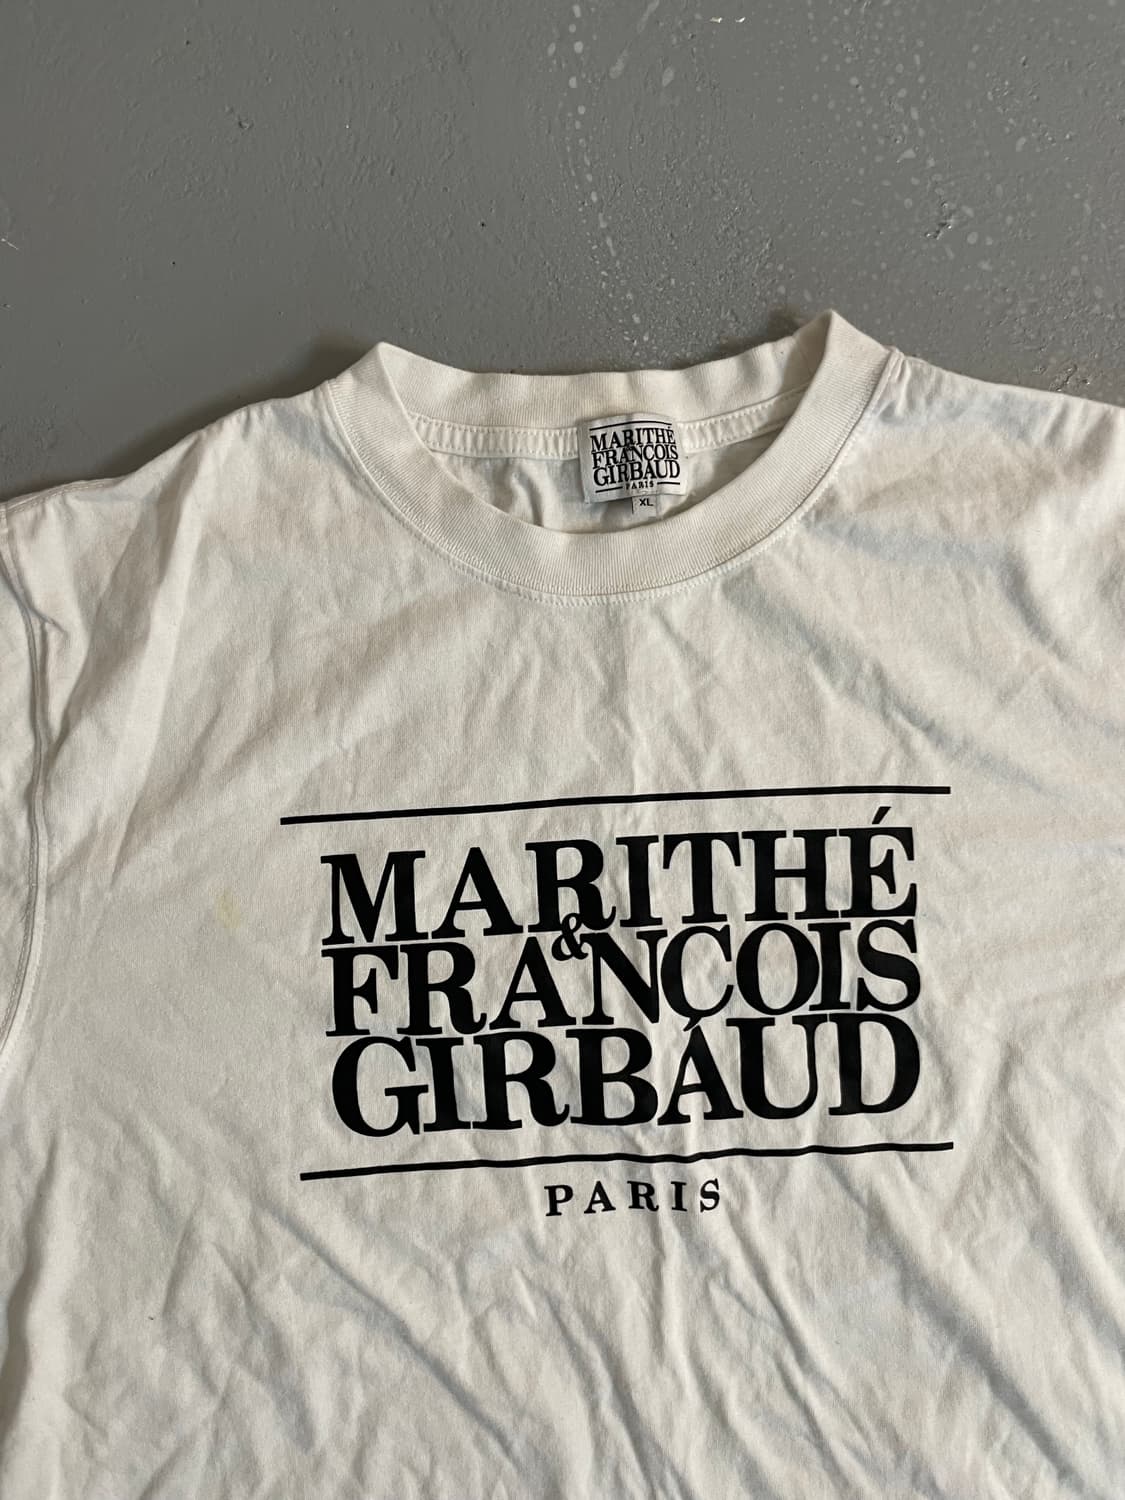 MARITHÉ
FRANÇOIS
GIRBAUD
PARIS
XL
MARITHÉ
&
FRANÇOIS
GIRBAUD
PARIS